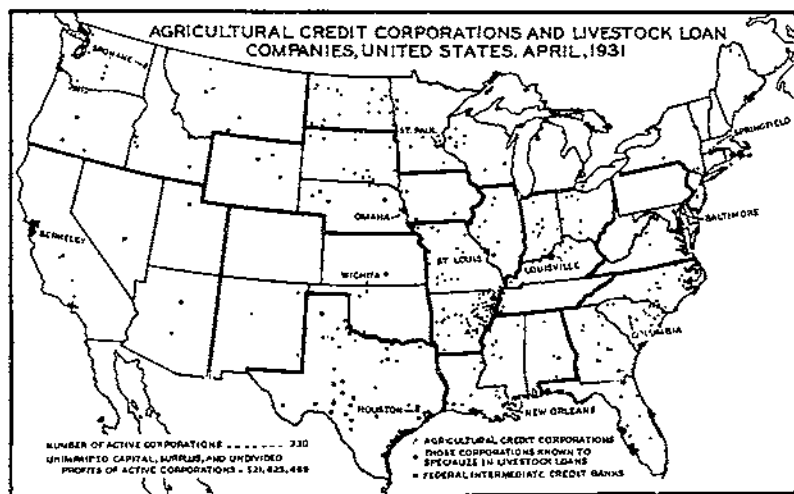 AGRICULTURAL CREDIT CORPORATIONS AND LIVESTOCK LOAN
COMPANIES, UNITED STATES. APRIL, 1931
SPOKANE
ST. PAUL
SPRINGFIELD
OMAHA
BALTIMORE
BERKELEY
WICHITA
ST. LOUIS
LOUISVILLE
COLUMBIA
HOUSTON
NEW ORLEANS
NUMBER OF ACTIVE CORPORATIONS
UNIMPAIRED CAPITAL, SURPLUS, AND UNDIVIDED
PROFITS OF ACTIVE CORPORATIONS -
AGRICULTURAL CREDIT CORPORATIONS
THOSE CORPORATIONS KNOWN TO
SPECIALIZE IN LIVESTOCK LOANS
FEDERAL INTERMEDIATE CREDIT BANKS